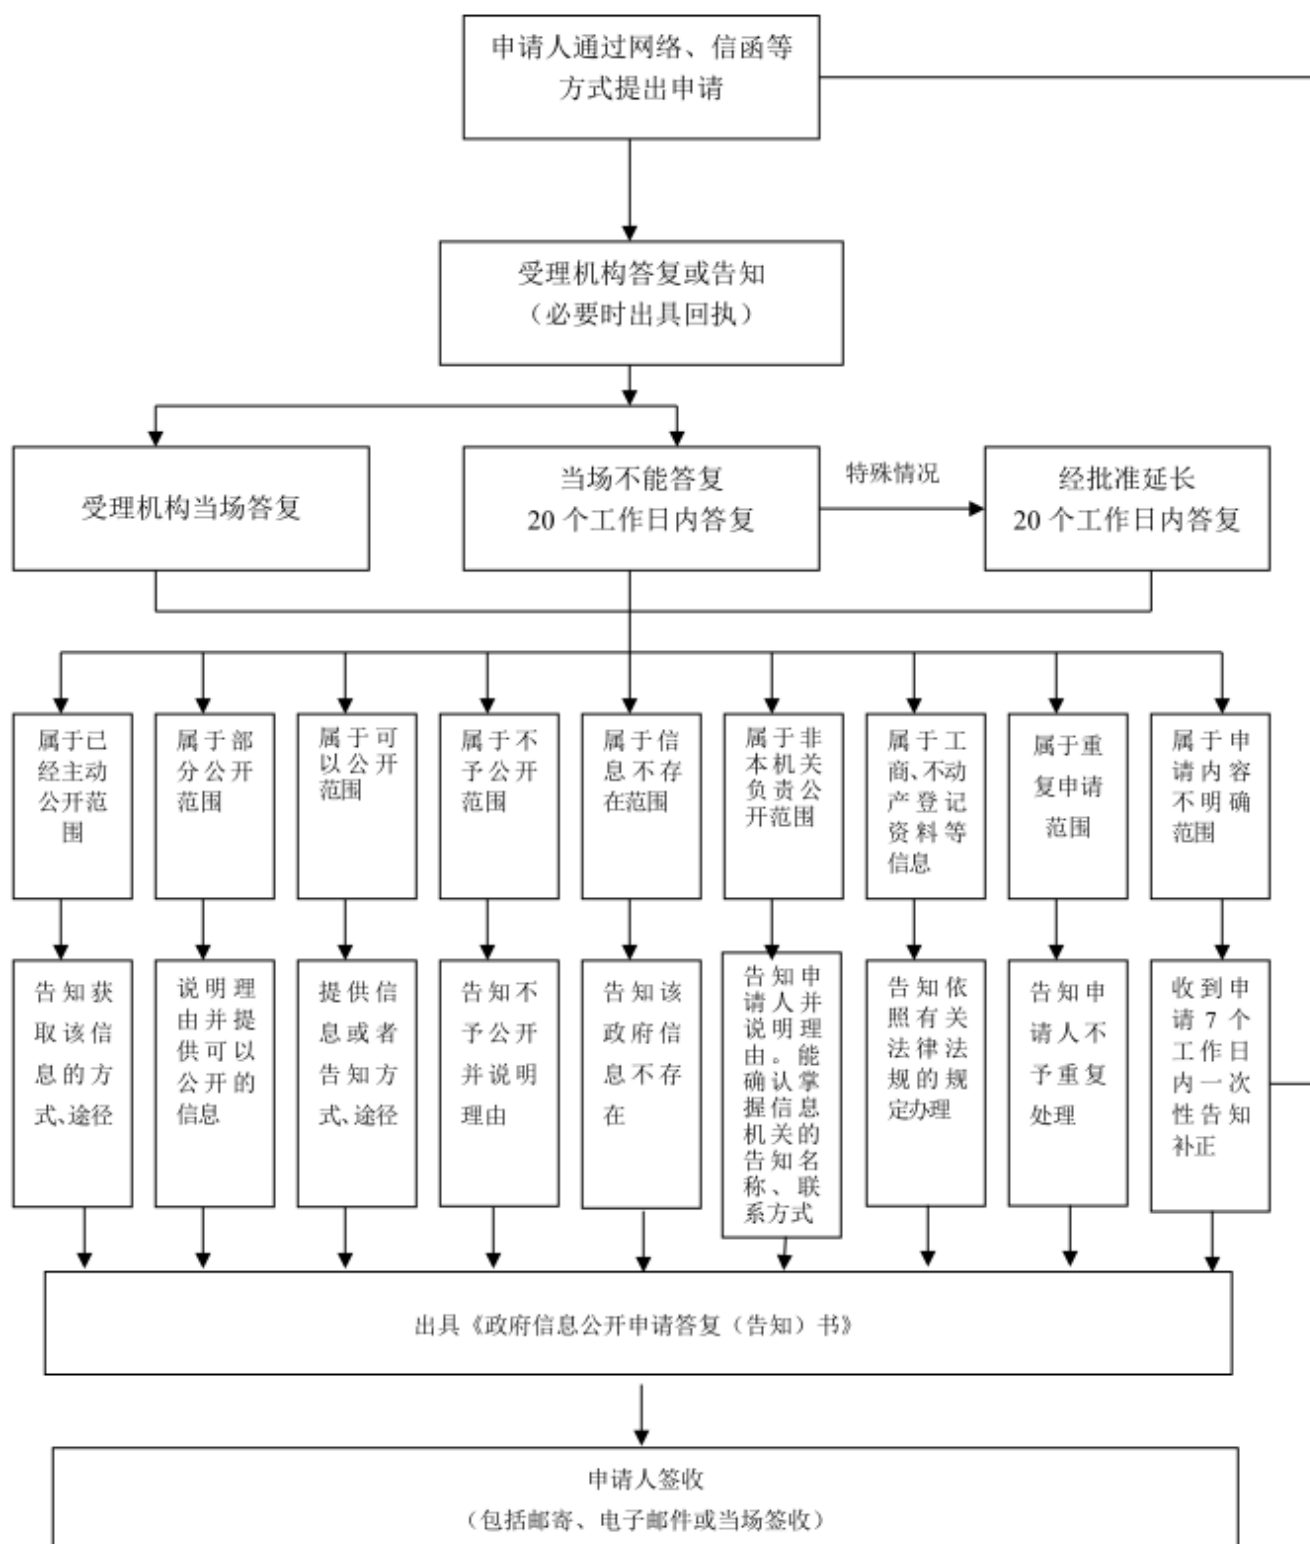 申请人通过网络、信函等
方式提出申请
受理机构答复或告知
（必要时出具回执）
受理机构当场答复
当场不能答复
20 个工作日内答复
特殊情况
经批准延长
20 个工作日内答复
属于已
经主动
公开范
围
属于部
分公开
范围
属于可
以公开
范围
属于不
予公开
范围
属于信
息不存
在范围
属于非
本机关
负责公
开范围
属于工
商、不动
产登记
资料等
信息
属于重
复申请
范围
属于申
请内容
不明确
范围
告知获
取该信
息的方
式、途径
说明理
由并提
供可以
公开的
信息
提供信
息或者
告知方
式、途径
告知不
予公开
并说明
理由
告知该
政府信
息不存
在
告知申
请人并
说明理
由。能
确认掌
握信息
机关的
告知名
称、联
系方式
告知依
照有关
法律法
规的规
定办理
告知申
请人不
予重复
处理
收到申
请 7 个
工作日
内一次
性告知
补正
出具《政府信息公开申请答复（告知）书》
申请人签收
（包括邮寄、电子邮件或当场签收）